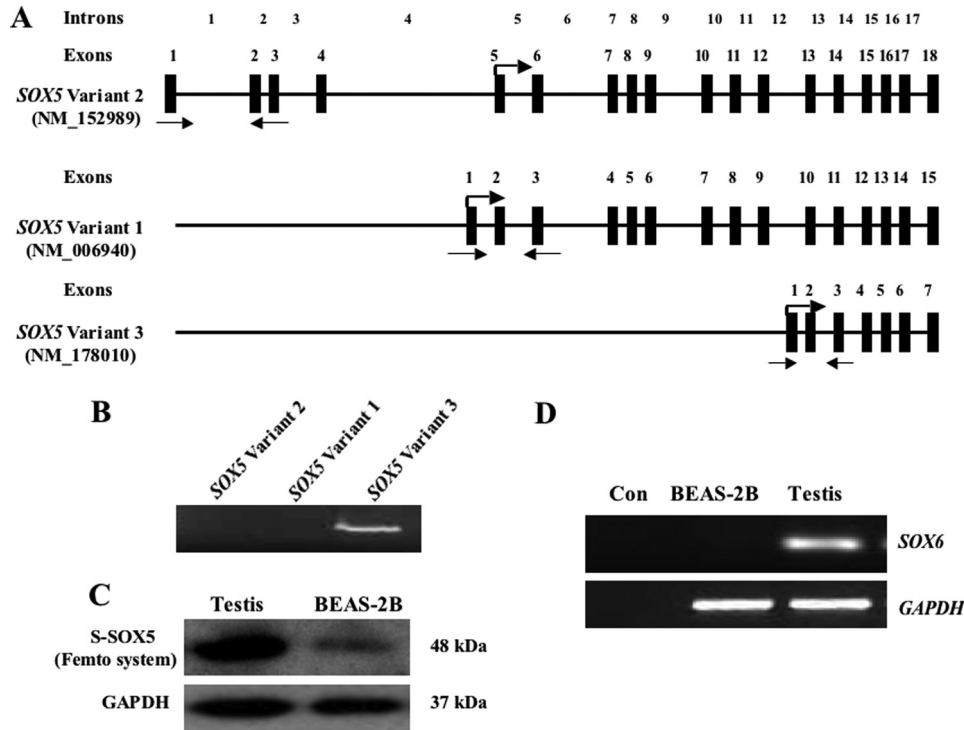 A
Introns 1 2 3 4 5 6 7 8 9 10 11 12 13 14 15 16 17
Exons 1 2 3 4 5 6 7 8 9 10 11 12 13 14 15 16 17 18
SOX5 Variant 2
(NM_152989)
Exons 1 2 3 4 5 6 7 8 9 10 11 12 13 14 15
SOX5 Variant 1
(NM_006940)
Exons 1 2 3 4 5 6 7
SOX5 Variant 3
(NM_178010)
B
SOX5 Variant 2
SOX5 Variant 1
SOX5 Variant 3
C
Testis BEAS-2B
S-SOX5
(Femto system)
48 kDa
GAPDH 37 kDa
D
Con BEAS-2B Testis
SOX6
GAPDH